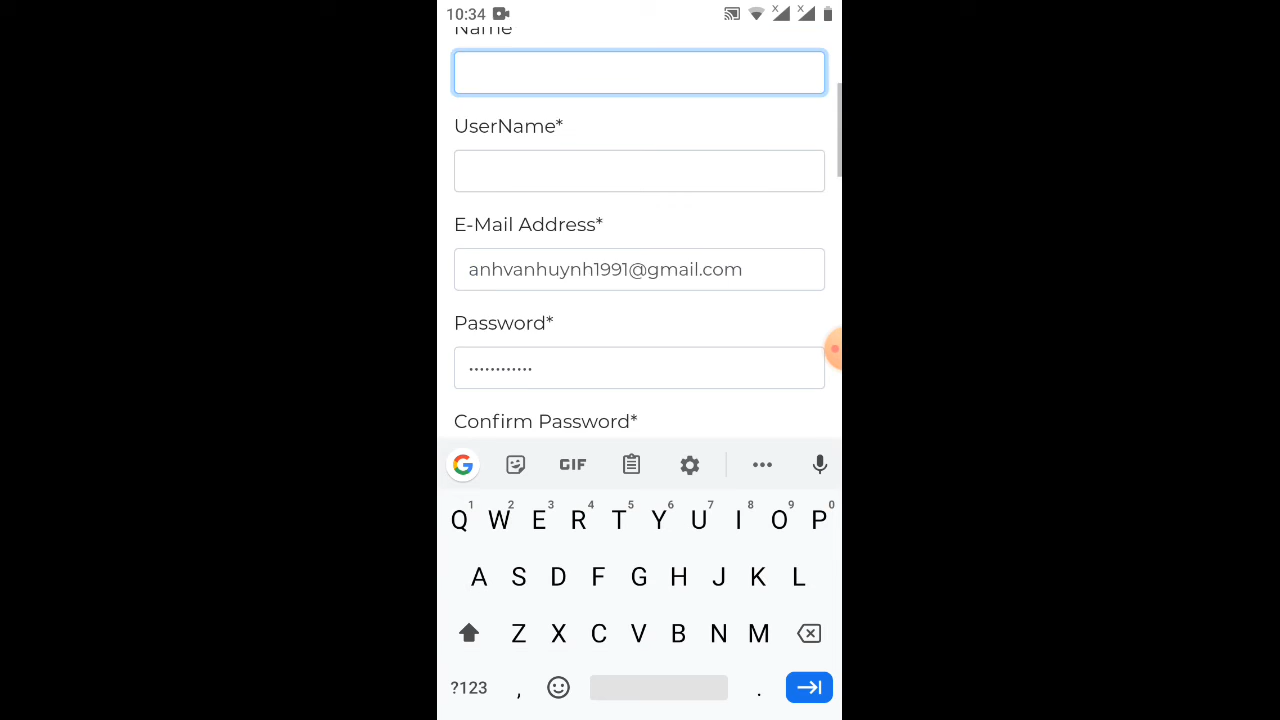 10:34
Name
UserName*
E-Mail Address*
anhvanhuynh1991@gmail.com
Password*
............
Confirm Password*
G GIF
1 2 3 4 5 6 7 8 9 0
Q W E R T Y U I O P
A S D F G H J K L
Z X C V B N M
?123 , .